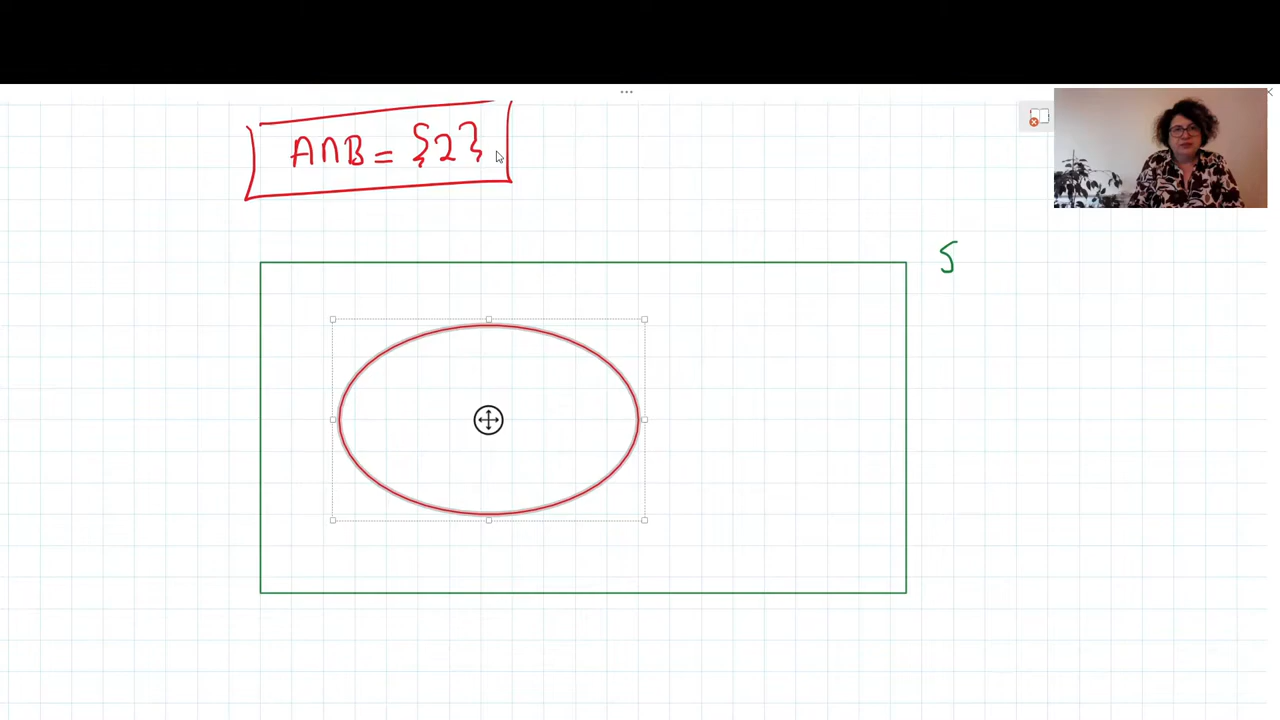 A∩B = {2}
S